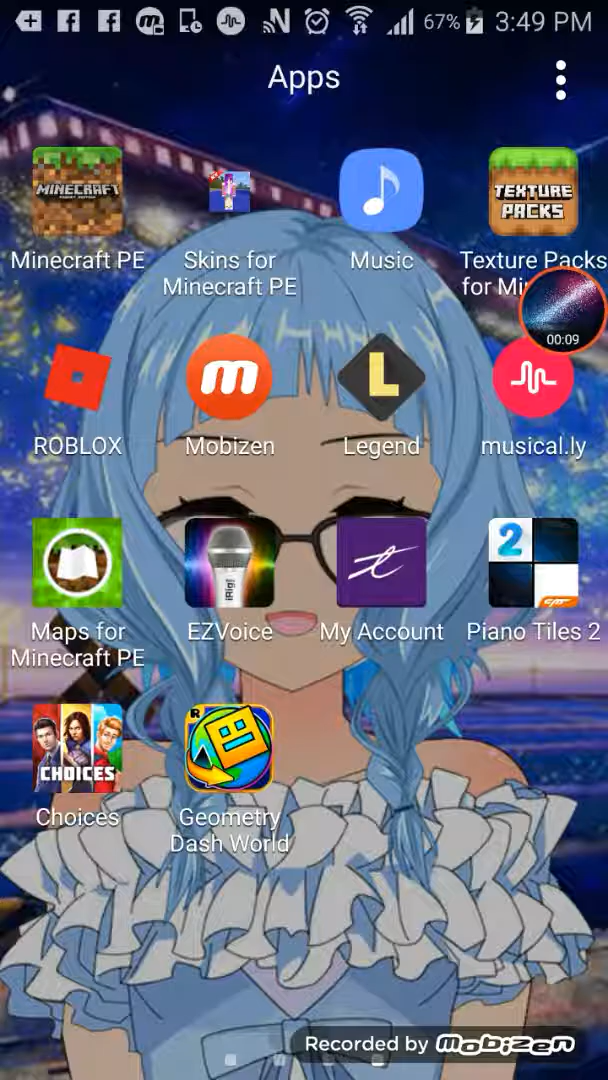 67% 3:49 PM
Apps
MINECRAFT
TEXTURE
PACKS
Minecraft PE
Skins for
Minecraft PE
Music
Texture Packs
for Mi
00:09
m
L
ROBLOX
Mobizen
Legend
musical.ly
iRig
t
2
Maps for
Minecraft PE
EZVoice
My Account
Piano Tiles 2
CHOICES
Choices
Geometry
Dash World
Recorded by Mobizen